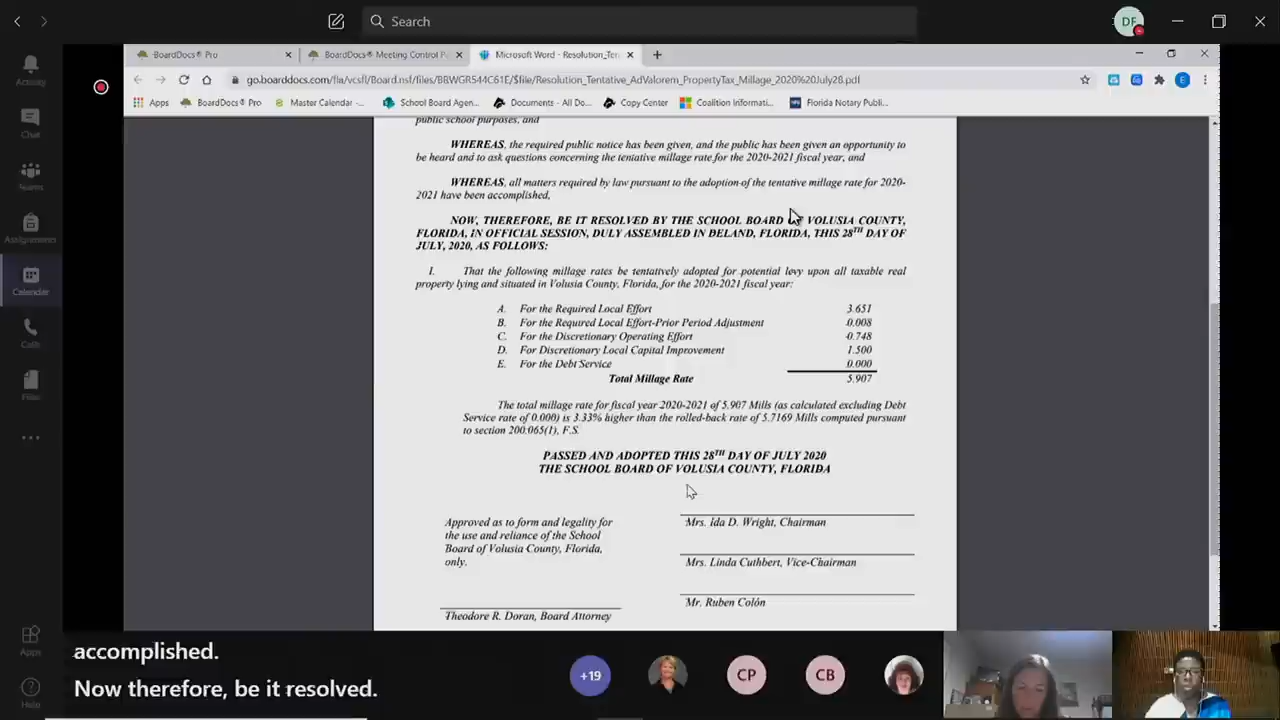 Search
DF
BoardDocs® Pro
BoardDocs® Meeting Control P
Microsoft Word - Resolution_Ten
go.boarddocs.com/fla/vcsfl/Board.nsf/files/BBWGR544C61E/$file/Resolution_Tentative_AdValorem_PropertyTax_Millage_2020%20July28.pdf
E
Apps
BoardDocs® Pro
Master Calendar -...
School Board Agen...
Documents - All Do...
Copy Center
Coalition Informati...
Florida Notary Publi...
Activity
Chat
Teams
Assignments
Calendar
Calls
Files
Apps
Help
public school purposes, and
WHEREAS, the required public notice has been given, and the public has been given an opportunity to
be heard and to ask questions concerning the tentative millage rate for the 2020-2021 fiscal year, and
WHEREAS, all matters required by law pursuant to the adoption of the tentative millage rate for 2020-
2021 have been accomplished,
NOW, THEREFORE, BE IT RESOLVED BY THE SCHOOL BOARD OF VOLUSIA COUNTY,
FLORIDA, IN OFFICIAL SESSION, DULY ASSEMBLED IN DELAND, FLORIDA, THIS 28TH DAY OF
JULY, 2020, AS FOLLOWS:
I. That the following millage rates be tentatively adopted for potential levy upon all taxable real
property lying and situated in Volusia County, Florida, for the 2020-2021 fiscal year:
A. For the Required Local Effort 3.651
B. For the Required Local Effort-Prior Period Adjustment 0.008
C. For the Discretionary Operating Effort 0.748
D. For Discretionary Local Capital Improvement 1.500
E. For the Debt Service 0.000
Total Millage Rate 5.907
The total millage rate for fiscal year 2020-2021 of 5.907 Mills (as calculated excluding Debt
Service rate of 0.000) is 3.33% higher than the rolled-back rate of 5.7169 Mills computed pursuant
to section 200.065(1), F.S.
PASSED AND ADOPTED THIS 28TH DAY OF JULY 2020
THE SCHOOL BOARD OF VOLUSIA COUNTY, FLORIDA
Approved as to form and legality for
the use and reliance of the School
Board of Volusia County, Florida,
only.
Theodore R. Doran, Board Attorney
Mrs. Ida D. Wright, Chairman
Mrs. Linda Cuthbert, Vice-Chairman
Mr. Ruben Colón
accomplished.
Now therefore, be it resolved.
+19
CP
CB